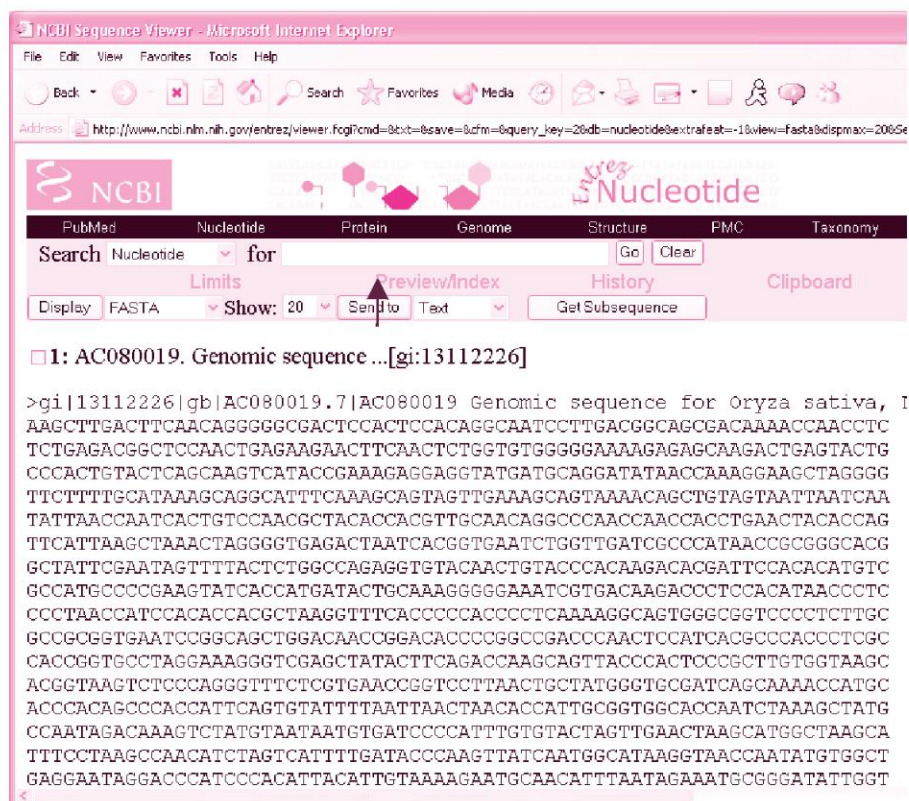 NCBI Sequence Viewer - Microsoft Internet Explorer
File Edit View Favorites Tools Help
Back Search Favorites Media
Address http://www.ncbi.nlm.nih.gov/entrez/viewer.fcgi?cmd=&txt=&save=&cfm=&query_key=2&db=nucleotide&extrafeat=-1&view=fasta&dispmax=20&Se
NCBI Entrez Nucleotide
PubMed Nucleotide Protein Genome Structure PMC Taxonomy
Search Nucleotide for Go Clear
Limits Preview/Index History Clipboard
Display FASTA Show: 20 Send to Text Get Subsequence
1: AC080019. Genomic sequence ...[gi:13112226]
>gi|13112226|gb|AC080019.7|AC080019 Genomic sequence for Oryza sativa,
AAGCTTGACTTCAACAGGGGGCGACTCCACTCCACAGGCAATCCTTGACGGCAGCGACAAAACCAACCTC
TCTGAGACGGCTCCAACTGAGAAGAACTTCAACTCTGGTGTGGGGGAAAAGAGAGCAAGACTGAGTACTG
CCCACTGTACTCAGCAAGTCATACCGAAAGAGGAGGTATGATGCAGGATATAACCAAAGGAAGCTAGGGG
TTCTTTTGCATAAAGCAGGCATTTCAAAGCAGTAGTTGAAAGCAGTAAAACAGCTGTAGTAATTAATCAA
TATTAACCAATCACTGTCCAACGCTACACCACGTTGCAACAGGCCCAACCAACCACCTGAACTACACCAG
TTCATTAAGCTAAACTAGGGGTGAGACTAATCACGGTGAATCTGGTTGATCGCCCATAACCGCGGGCACG
GCTATTCGAATAGTTTTACTCTGGCCAGAGGTGTACAACTGTACCCACAAGACACGATTCCACACATGTC
GCCATGCCCCGAAGTATCACCATGATACTGCAAAGGGGGAAATCGTGACAAGACCCTCCACATAACCCTC
CCCTAACCATCCACACCACGCTAAGGTTTCACCCCCACCCCTCAAAAGGCAGTGGGCGGTCCCCTCTTGC
GCCGCGGTGAATCCGGCAGCTGGACAACCGGACACCCCGGCCGACCCAACTCCATCACGCCCACCCTCGC
CACCGGTGCCTAGGAAAGGGTCGAGCTATACTTCAGACCAAGCAGTTACCCACTCCCGCTTGTGGTAAGC
ACGGTAAGTCTCCCAGGGTTTCTCGTGAACCGGTCCTTAACTGCTATGGGTGCGATCAGCAAAACCATGC
ACCCACAGCCCACCATTCAGTGTATTTTAATTAACTAACACCATTGCGGTGGCACCAATCTAAAGCTATG
CCAATAGACAAAGTCTATGTAATAATGTGATCCCCATTTGTGTACTAGTTGAACTAAGCATGGCTAAGCA
TTTCCTAAGCCAACATCTAGTCATTTTGATACCCAAGTTATCAATGGCATAAGGTAACCAATATGTGGCT
GAGGAATAGGACCCATCCCACATTACATTGTAAAAGAATGCAACATTTAATAGAAATGCGGGATATTGGT